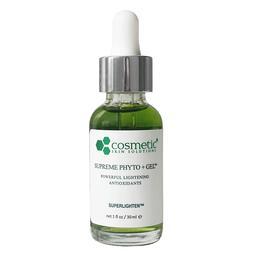 cosmetic®
SKIN SOLUTIONS
SUPREME PHYTO + GEL™
POWERFUL LIGHTENING
ANTIOXIDANTS
SUPERLIGHTEN™
net 1 fl oz / 30 ml ℮